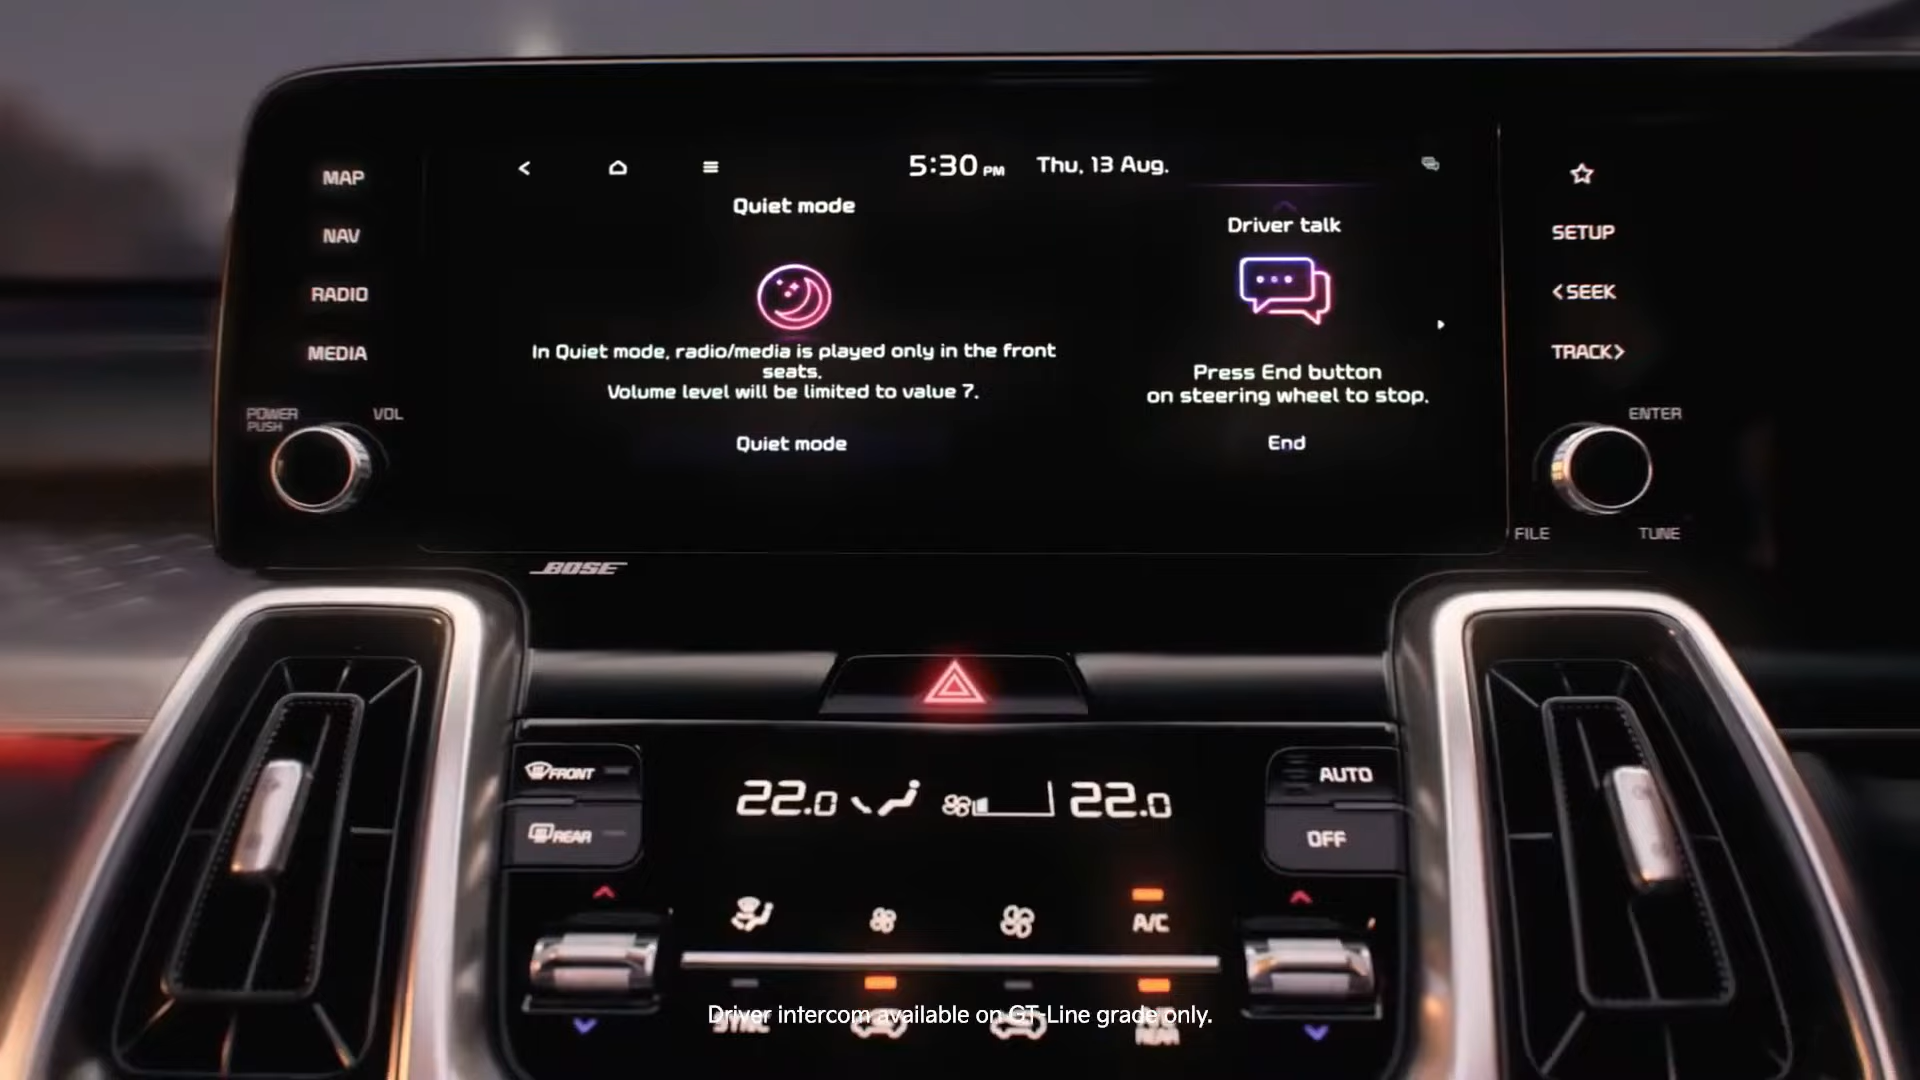 MAP
NAV
RADIO
MEDIA
POWER
PUSH
VOL
5:30 PM Thu, 13 Aug.
Quiet mode
In Quiet mode, radio/media is played only in the front
seats.
Volume level will be limited to value 7.
Quiet mode
Driver talk
Press End button
on steering wheel to stop.
End
SETUP
<SEEK
TRACK>
ENTER
FILE
TUNE
BOSE
FRONT
REAR
22.0 22.0
AUTO
OFF
A/C
Driver intercom available on GT-Line grade only.
SYNC
REAR